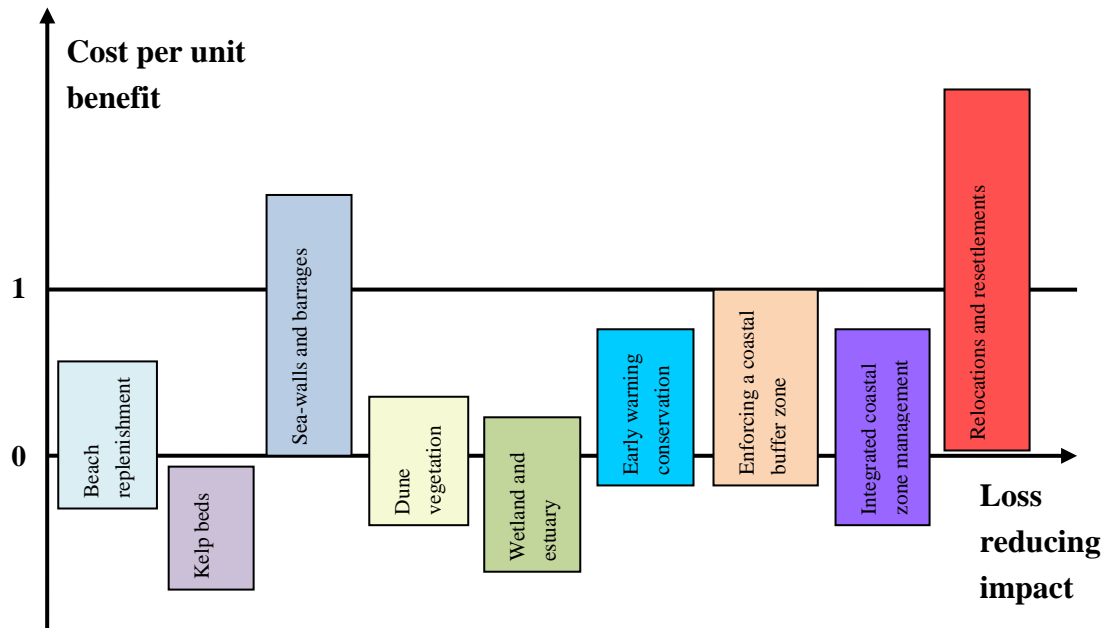 Cost per unit
benefit
1
0
Beach
replenishment
Kelp beds
Sea-walls and barrages
Dune
vegetation
Wetland and
estuary
Early warning
conservation
Enforcing a coastal
buffer zone
Integrated coastal
zone management
Relocations and resettlements
Loss
reducing
impact